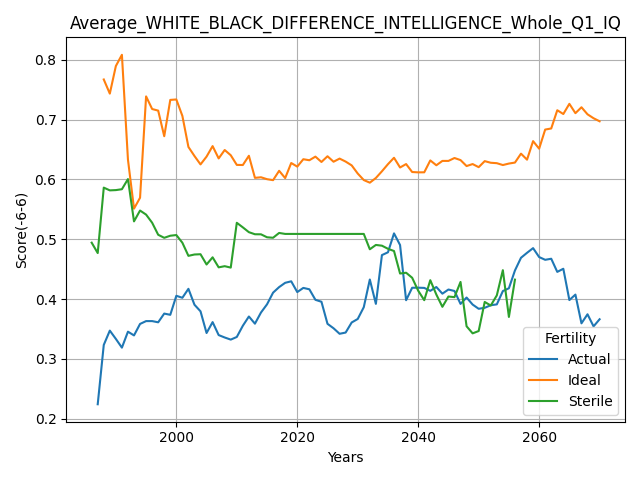 Average_WHITE_BLACK_DIFFERENCE_INTELLIGENCE_Whole_Q1_IQ
Score(-6-6)
0.8
0.7
0.6
0.5
0.4
0.3
0.2
2000 2020 2040 2060
Years
Fertility
Actual
Ideal
Sterile